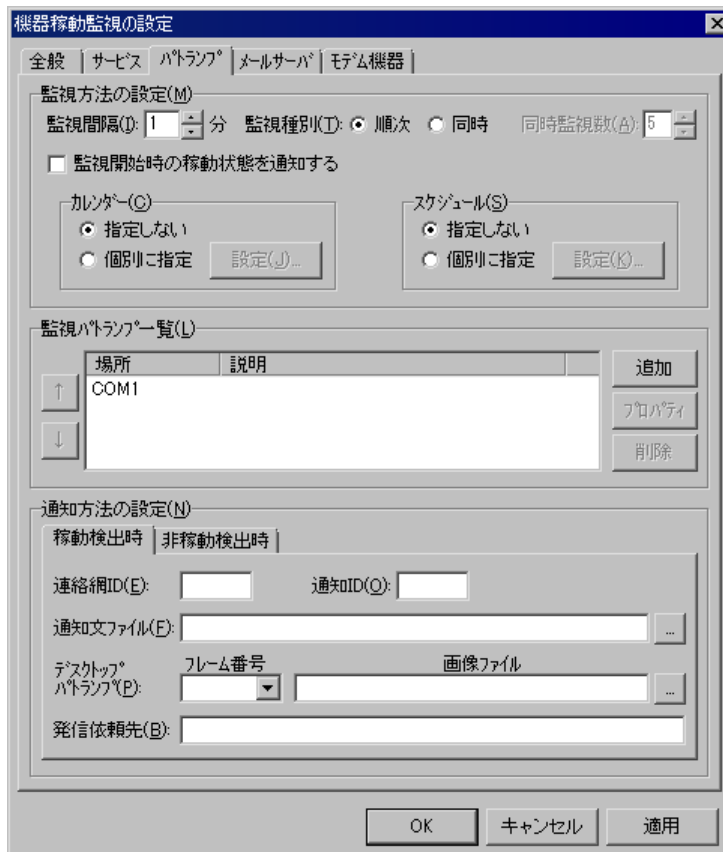 機器稼動監視の設定
全般 サービス パトランプ メールサーバ モデム機器
監視方法の設定(M)
監視間隔(I): 1 分 監視種別(T): 順次 同時 同時監視数(A): 5
監視開始時の稼動状態を通知する
カレンダー(C) スケジュール(S)
指定しない 指定しない
個別に指定 設定(J)... 個別に指定 設定(K)...
監視パトランプ一覧(L)
場所 説明 追加
↑ COM1
プロパティ
↓
削除
通知方法の設定(N)
稼動検出時 非稼動検出時
連絡網ID(E): 通知ID(O):
通知文ファイル(F): ...
デスクトップ フレーム番号 画像ファイル
パトランプ(P): ...
発信依頼先(B):
OK キャンセル 適用